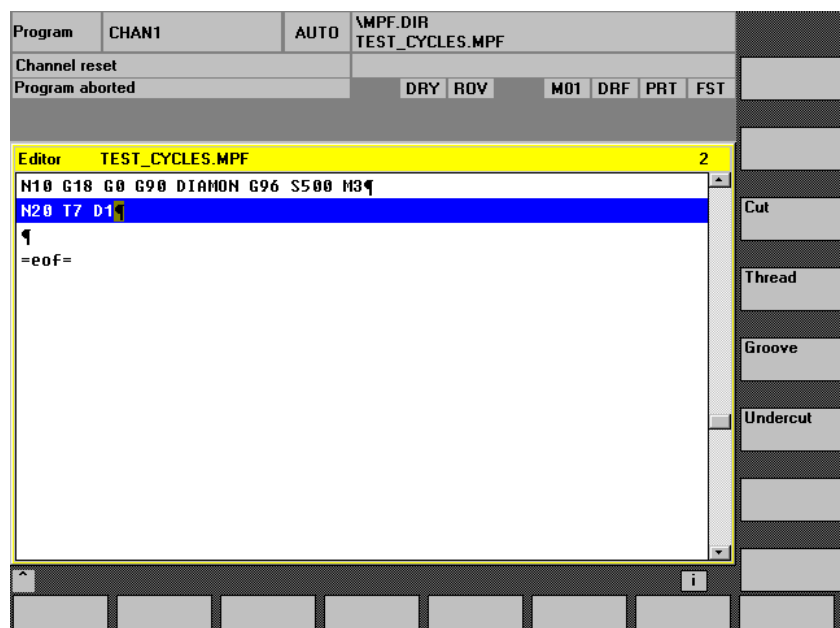 Program CHAN1 AUTO \MPF.DIR
TEST_CYCLES.MPF
Channel reset
Program aborted DRY ROV M01 DRF PRT FST
Editor TEST_CYCLES.MPF 2
N10 G18 G0 G90 DIAMON G96 S500 M3¶
N20 T7 D1¶
¶
=eof=
Cut
Thread
Groove
Undercut
^ i